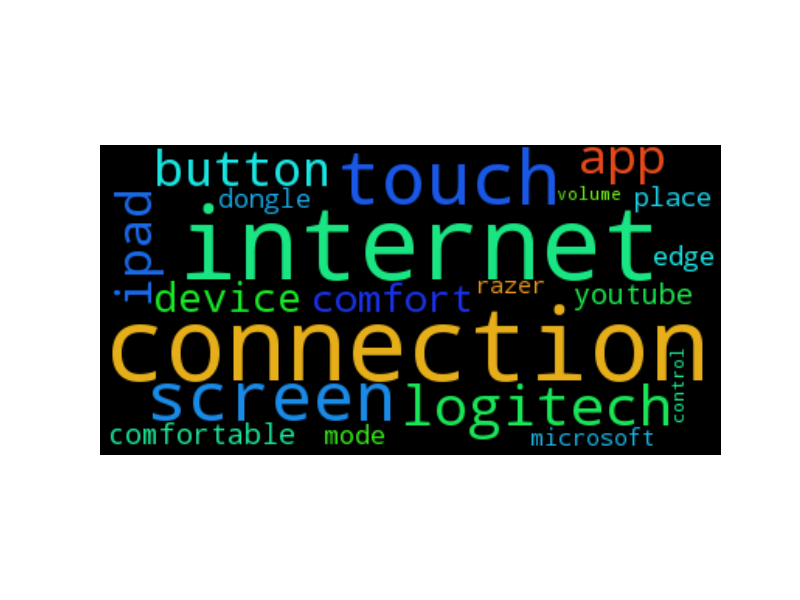 button touch app
ipad dongle volume place
internet edge
device comfort razer youtube
connection
screen logitech control
comfortable mode microsoft